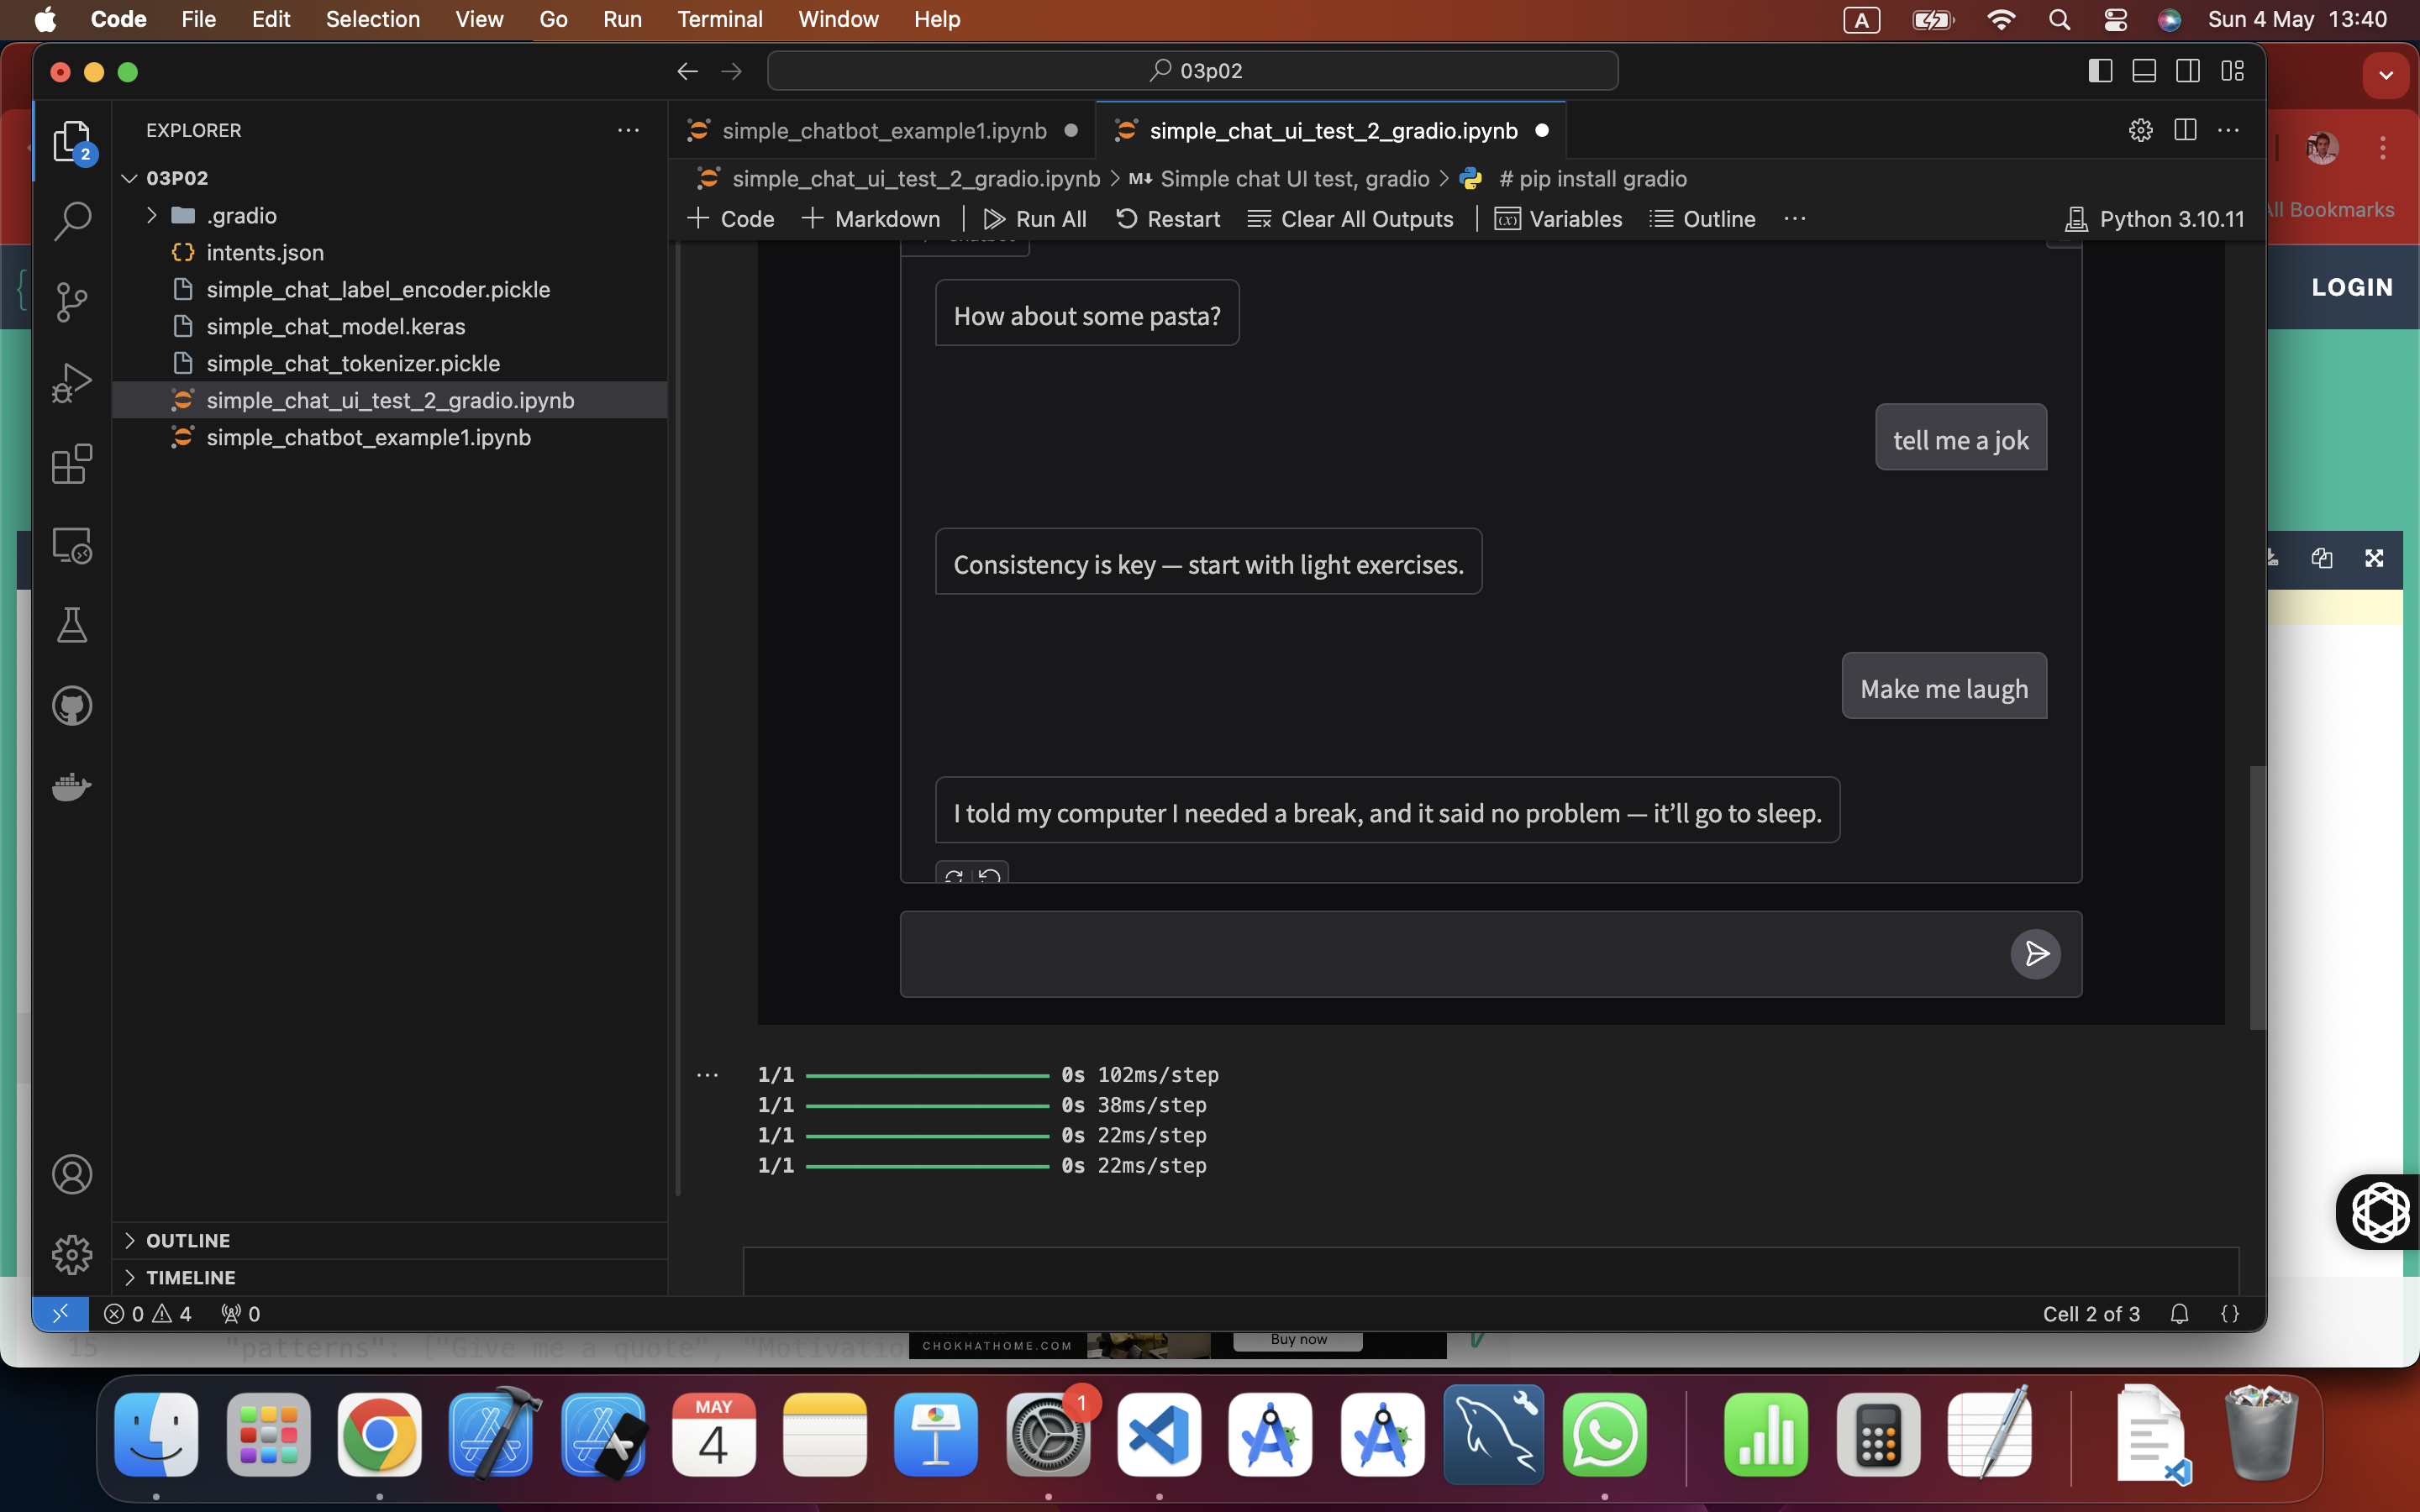 Code File Edit Selection View Go Run Terminal Window Help A Sun 4 May 13:40
03p02
EXPLORER
2
03P02
.gradio
intents.json
simple_chat_label_encoder.pickle
simple_chat_model.keras
simple_chat_tokenizer.pickle
simple_chat_ui_test_2_gradio.ipynb
simple_chatbot_example1.ipynb
OUTLINE
TIMELINE
simple_chatbot_example1.ipynb simple_chat_ui_test_2_gradio.ipynb
simple_chat_ui_test_2_gradio.ipynb > M↓ Simple chat UI test, gradio > # pip install gradio
+ Code + Markdown | Run All Restart Clear All Outputs | Variables Outline ··· Python 3.10.11
How about some pasta?
tell me a jok
Consistency is key — start with light exercises.
Make me laugh
I told my computer I needed a break, and it said no problem — it’ll go to sleep.
1/1 0s 102ms/step
1/1 0s 38ms/step
1/1 0s 22ms/step
1/1 0s 22ms/step
0 4 0
Cell 2 of 3 {}
All Bookmarks
LOGIN
15 "patterns": ["Give me a quote", "Motivatio
CHOKHATHOME.COM
Buy now
MAY
4
1